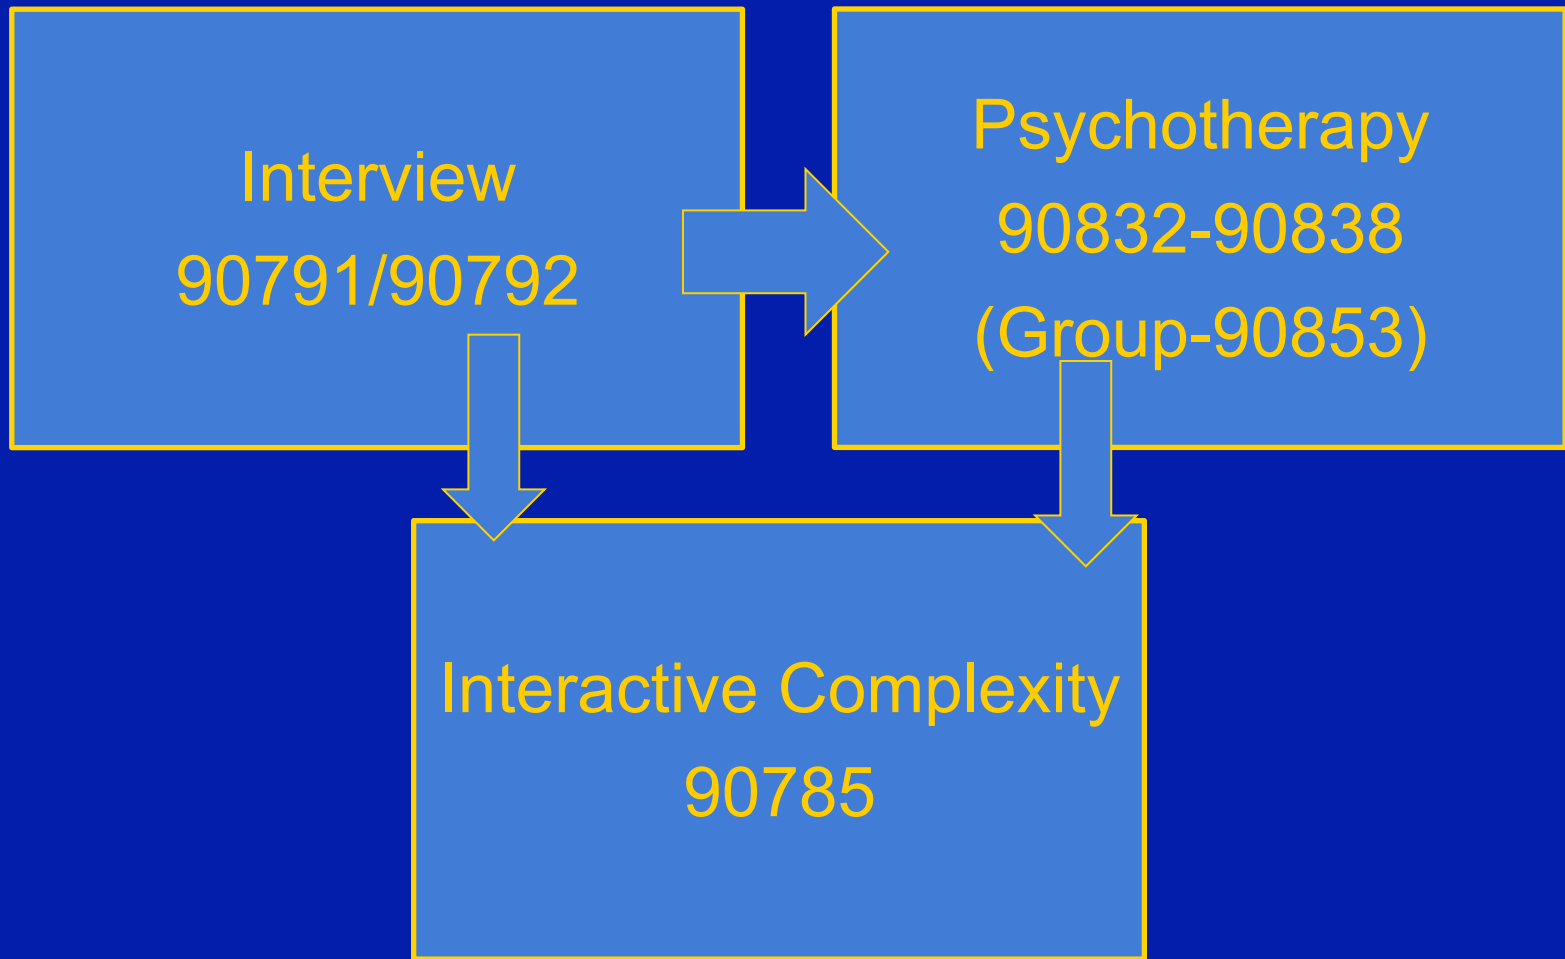 Interview
90791/90792
Psychotherapy
90832-90838
(Group-90853)
Interactive Complexity
90785